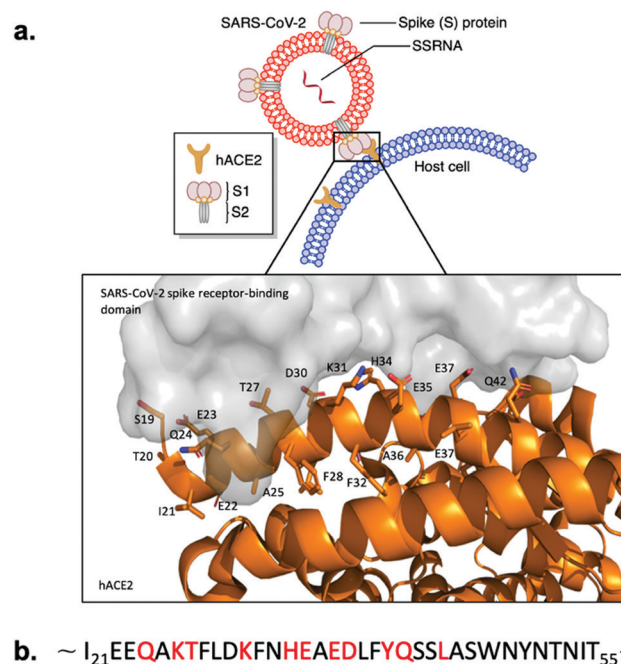 a.
SARS-CoV-2
Spike (S) protein
SSRNA
hACE2
S1
S2
Host cell
SARS-CoV-2 spike receptor-binding
domain
S19
T20
I21
E22
E23
Q24
A25
T27
F28
D30
K31
F32
H34
E35
A36
E37
E37
Q42
hACE2
b.
~ I21EEQAKTFLDKFNHEAEDLFYQSSLASWNYNTNIT55-